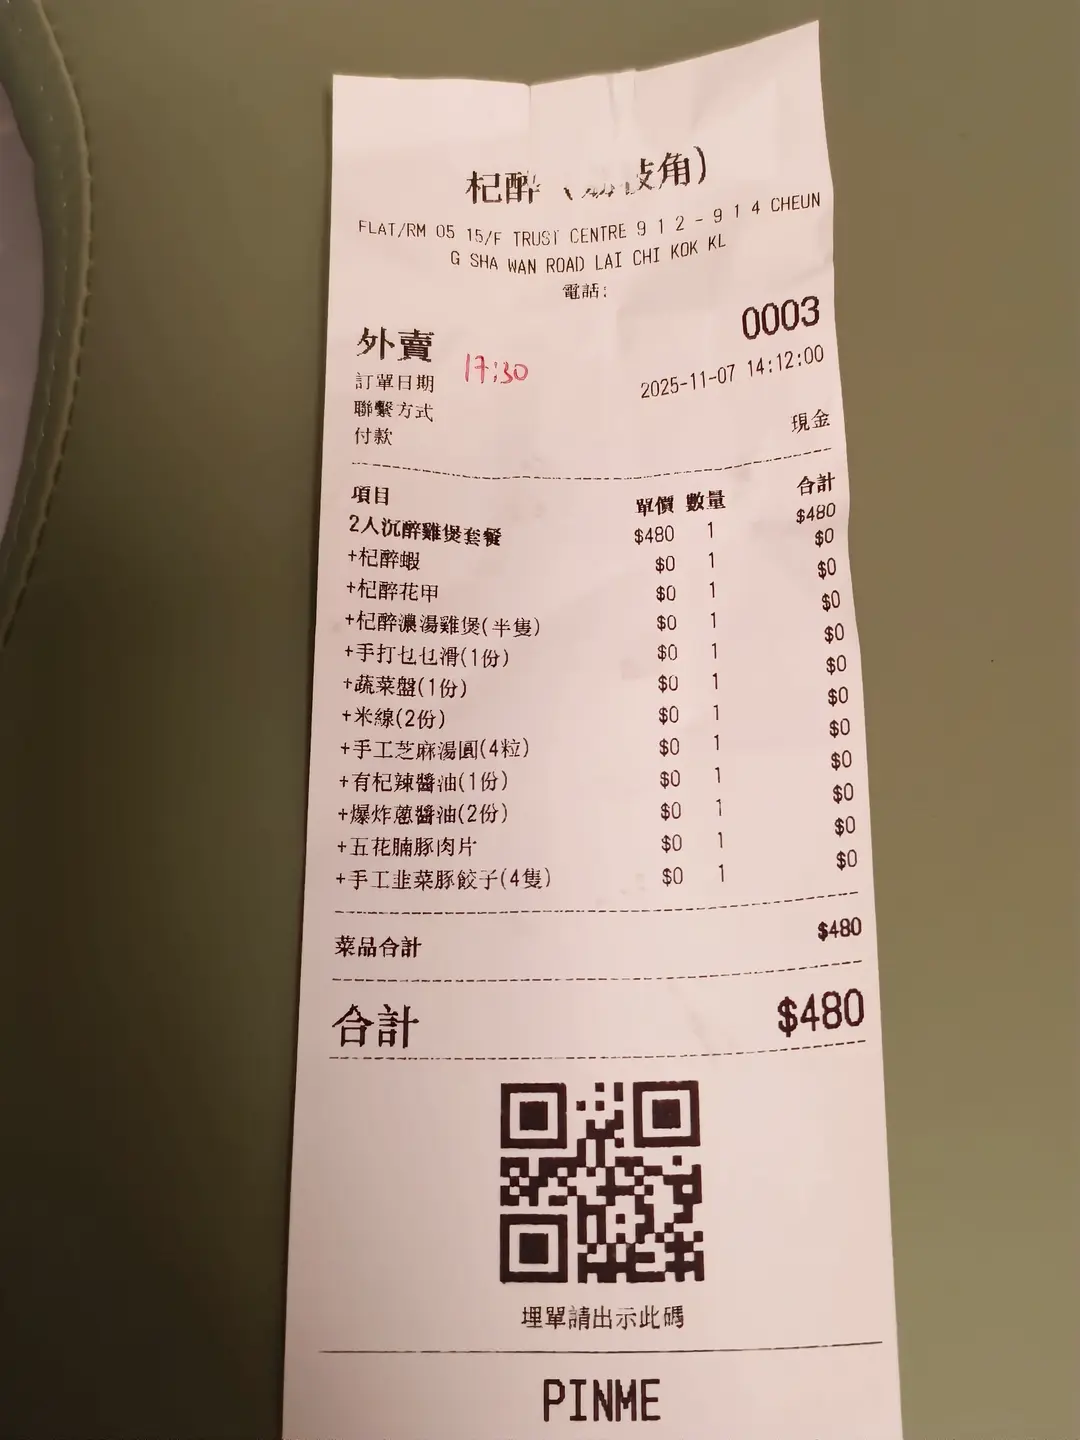 杞醉（荔枝角）
FLAT/RM 05 15/F TRUST CENTRE 9 1 2 - 9 1 4 CHEUN
G SHA WAN ROAD LAI CHI KOK KL
電話:
0003
外賣
17:30
訂單日期 2025-11-07 14:12:00
聯繫方式
付款 現金
項目 單價 數量 合計
2人沉醉雞煲套餐 $480 1 $480
+杞醉蝦 $0 1 $0
+杞醉花甲 $0 1 $0
+杞醉濃湯雞煲(半隻) $0 1 $0
+手打乜乜滑(1份) $0 1 $0
+蔬菜盤(1份) $0 1 $0
+米線(2份) $0 1 $0
+手工芝麻湯圓(4粒) $0 1 $0
+有杞辣醬油(1份) $0 1 $0
+爆炸蔥醬油(2份) $0 1 $0
+五花腩豚肉片 $0 1 $0
+手工韭菜豚餃子(4隻) $0 1 $0
菜品合計 $480
合計 $480
埋單請出示此碼
PINME